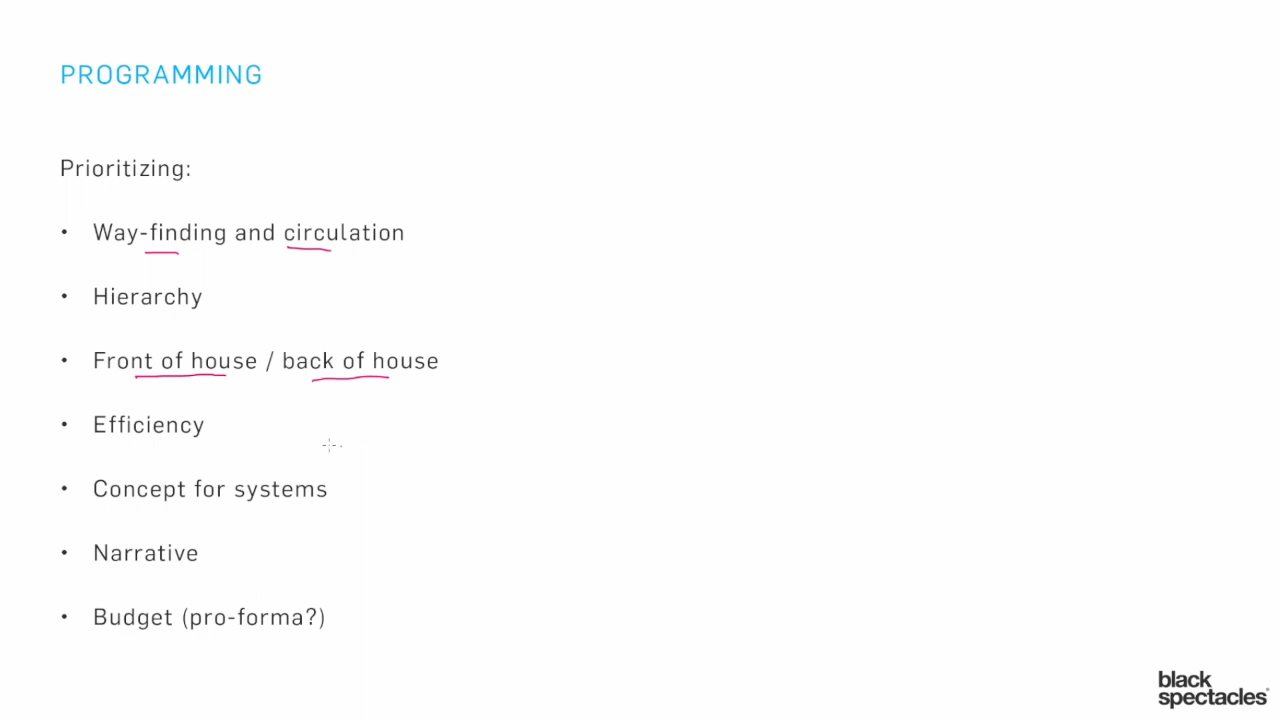 PROGRAMMING
Prioritizing:
• Way-finding and circulation
• Hierarchy
• Front of house / back of house
• Efficiency
• Concept for systems
• Narrative
• Budget (pro-forma?)
black
spectacles®